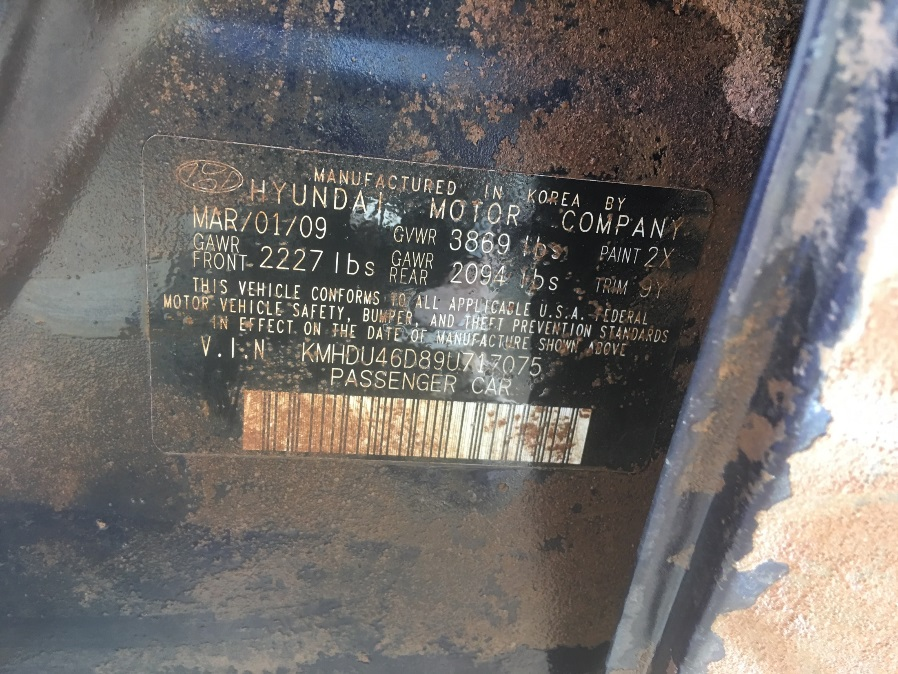 MANUFACTURED IN KOREA BY
HYUNDAI MOTOR COMPANY
MAR/01/09 GVWR 3869 lbs PAINT 2X
GAWR FRONT 2227 lbs GAWR REAR 2094 lbs TRIM 9Y
THIS VEHICLE CONFORMS TO ALL APPLICABLE U.S.A. FEDERAL
MOTOR VEHICLE SAFETY, BUMPER, AND THEFT PREVENTION STANDARDS
IN EFFECT ON THE DATE OF MANUFACTURE SHOWN ABOVE
V.I.N KMHDU46D89U717075
PASSENGER CAR